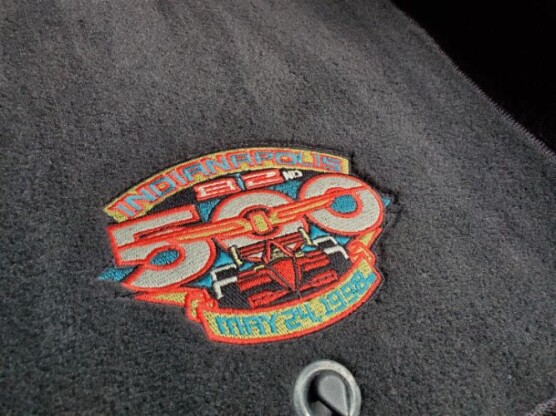 INDIANAPOLIS
82ND
500
MAY 24, 1998